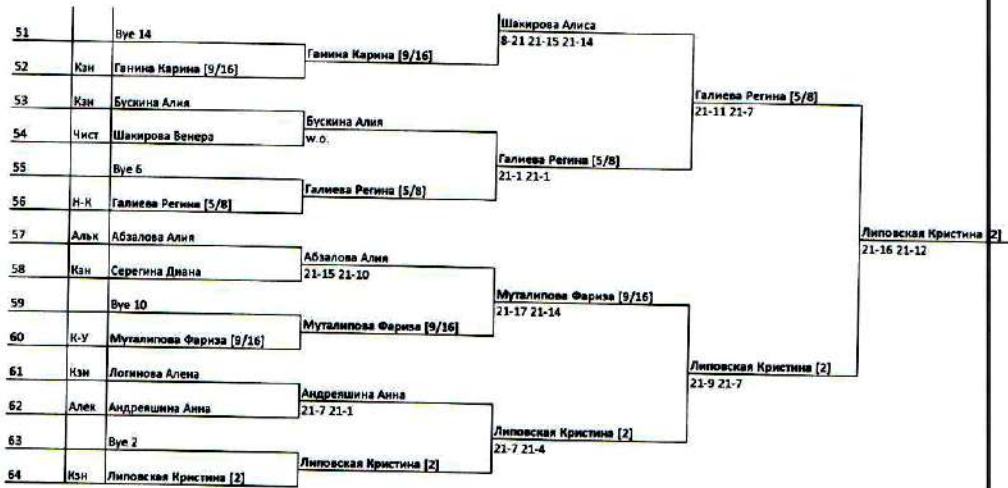 51 Bye 14
52 Кзн Ганина Карина [9/16]
53 Кзн Бускина Алия
54 Чист Шакирова Венера
55 Bye 6
56 Н-К Галиева Регина [5/8]
57 Альк Абзалова Алия
58 Кзн Серегина Диана
59 Bye 10
60 К-У Муталипова Фариза [9/16]
61 Кзн Логинова Алена
62 Алек Андреяшина Анна
63 Bye 2
64 Кзн Липовская Кристина [2]
Ганина Карина [9/16]
Бускина Алия
w.o.
Галиева Регина [5/8]
Абзалова Алия
21-15 21-10
Муталипова Фариза [9/16]
Андреяшина Анна
21-7 21-1
Липовская Кристина [2]
Шакирова Алиса
8-21 21-15 21-14
Галиева Регина [5/8]
21-1 21-1
Муталипова Фариза [9/16]
21-17 21-14
Липовская Кристина [2]
21-7 21-4
Галиева Регина [5/8]
21-11 21-7
Липовская Кристина [2]
21-9 21-7
Липовская Кристина [2]
21-16 21-12